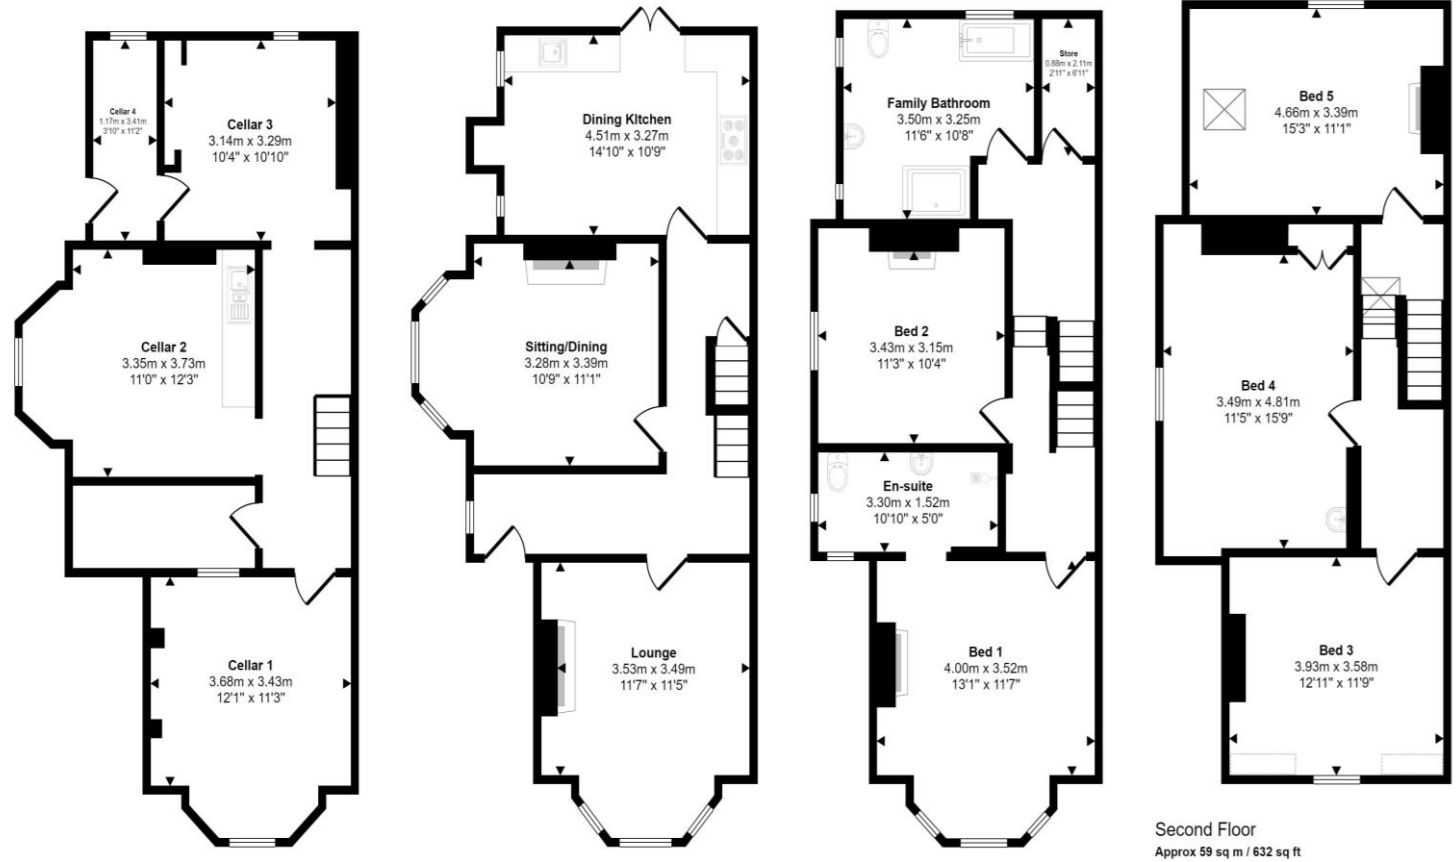 Cellar 4
1.17m x 3.41m
3'10" x 11'2"
Cellar 3
3.14m x 3.29m
10'4" x 10'10"
Cellar 2
3.35m x 3.73m
11'0" x 12'3"
Cellar 1
3.68m x 3.43m
12'1" x 11'3"
Dining Kitchen
4.51m x 3.27m
14'10" x 10'9"
Sitting/Dining
3.28m x 3.39m
10'9" x 11'1"
Lounge
3.53m x 3.49m
11'7" x 11'5"
Family Bathroom
3.50m x 3.25m
11'6" x 10'8"
Store
0.88m x 2.11m
2'11" x 6'11"
Bed 2
3.43m x 3.15m
11'3" x 10'4"
En-suite
3.30m x 1.52m
10'10" x 5'0"
Bed 1
4.00m x 3.52m
13'1" x 11'7"
Bed 5
4.66m x 3.39m
15'3" x 11'1"
Bed 4
3.49m x 4.81m
11'5" x 15'9"
Bed 3
3.93m x 3.58m
12'11" x 11'9"
Second Floor
Approx 59 sq m / 632 sq ft